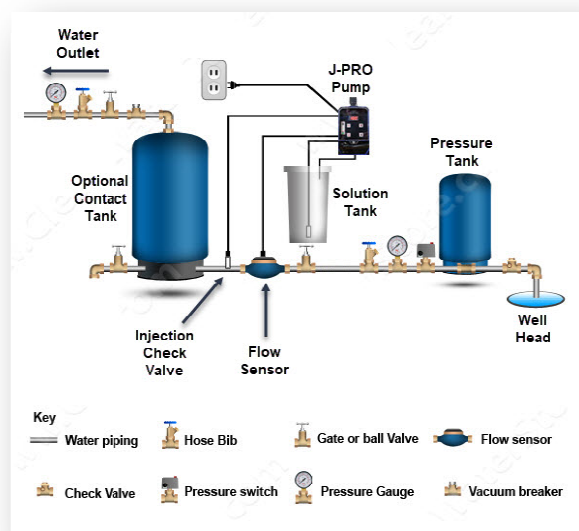 Water
Outlet
J-PRO
Pump
Pressure
Tank
Optional
Contact
Tank
Solution
Tank
Injection
Check
Valve
Flow
Sensor
Well
Head
Key
Water piping
Hose Bib
Gate or ball Valve
Flow sensor
Check Valve
Pressure switch
Pressure Gauge
Vacuum breaker